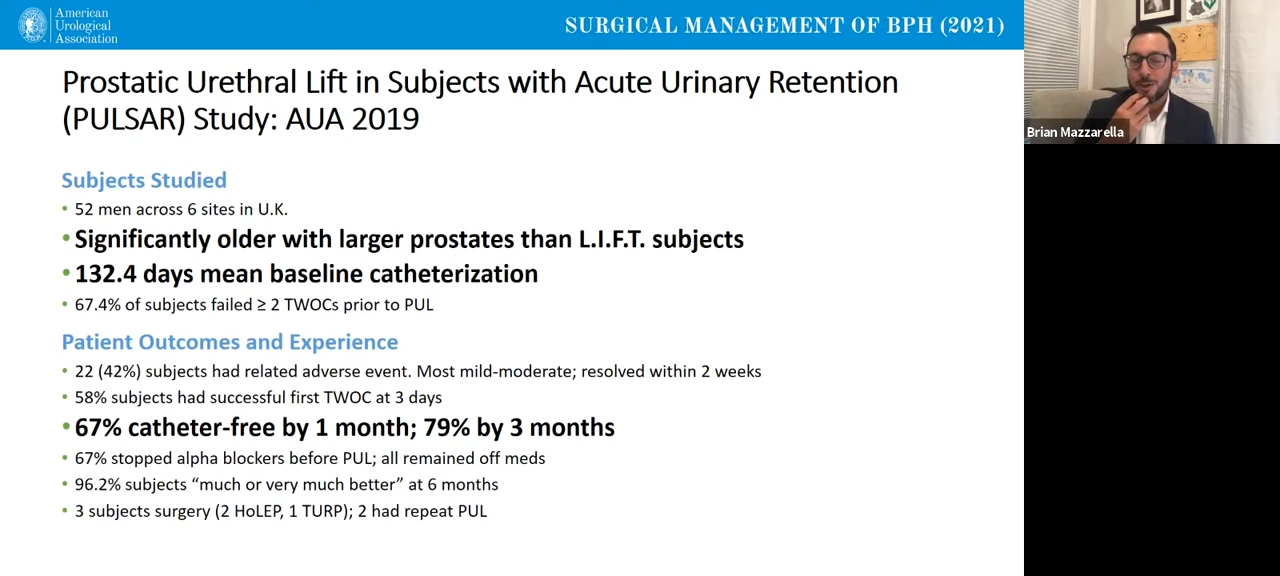 American
Urological
Association
SURGICAL MANAGEMENT OF BPH (2021)
Prostatic Urethral Lift in Subjects with Acute Urinary Retention
(PULSAR) Study: AUA 2019
Subjects Studied
• 52 men across 6 sites in U.K.
• Significantly older with larger prostates than L.I.F.T. subjects
• 132.4 days mean baseline catheterization
• 67.4% of subjects failed ≥ 2 TWOCs prior to PUL
Patient Outcomes and Experience
• 22 (42%) subjects had related adverse event. Most mild-moderate; resolved within 2 weeks
• 58% subjects had successful first TWOC at 3 days
• 67% catheter-free by 1 month; 79% by 3 months
• 67% stopped alpha blockers before PUL; all remained off meds
• 96.2% subjects “much or very much better” at 6 months
• 3 subjects surgery (2 HoLEP, 1 TURP); 2 had repeat PUL
Brian Mazzarella